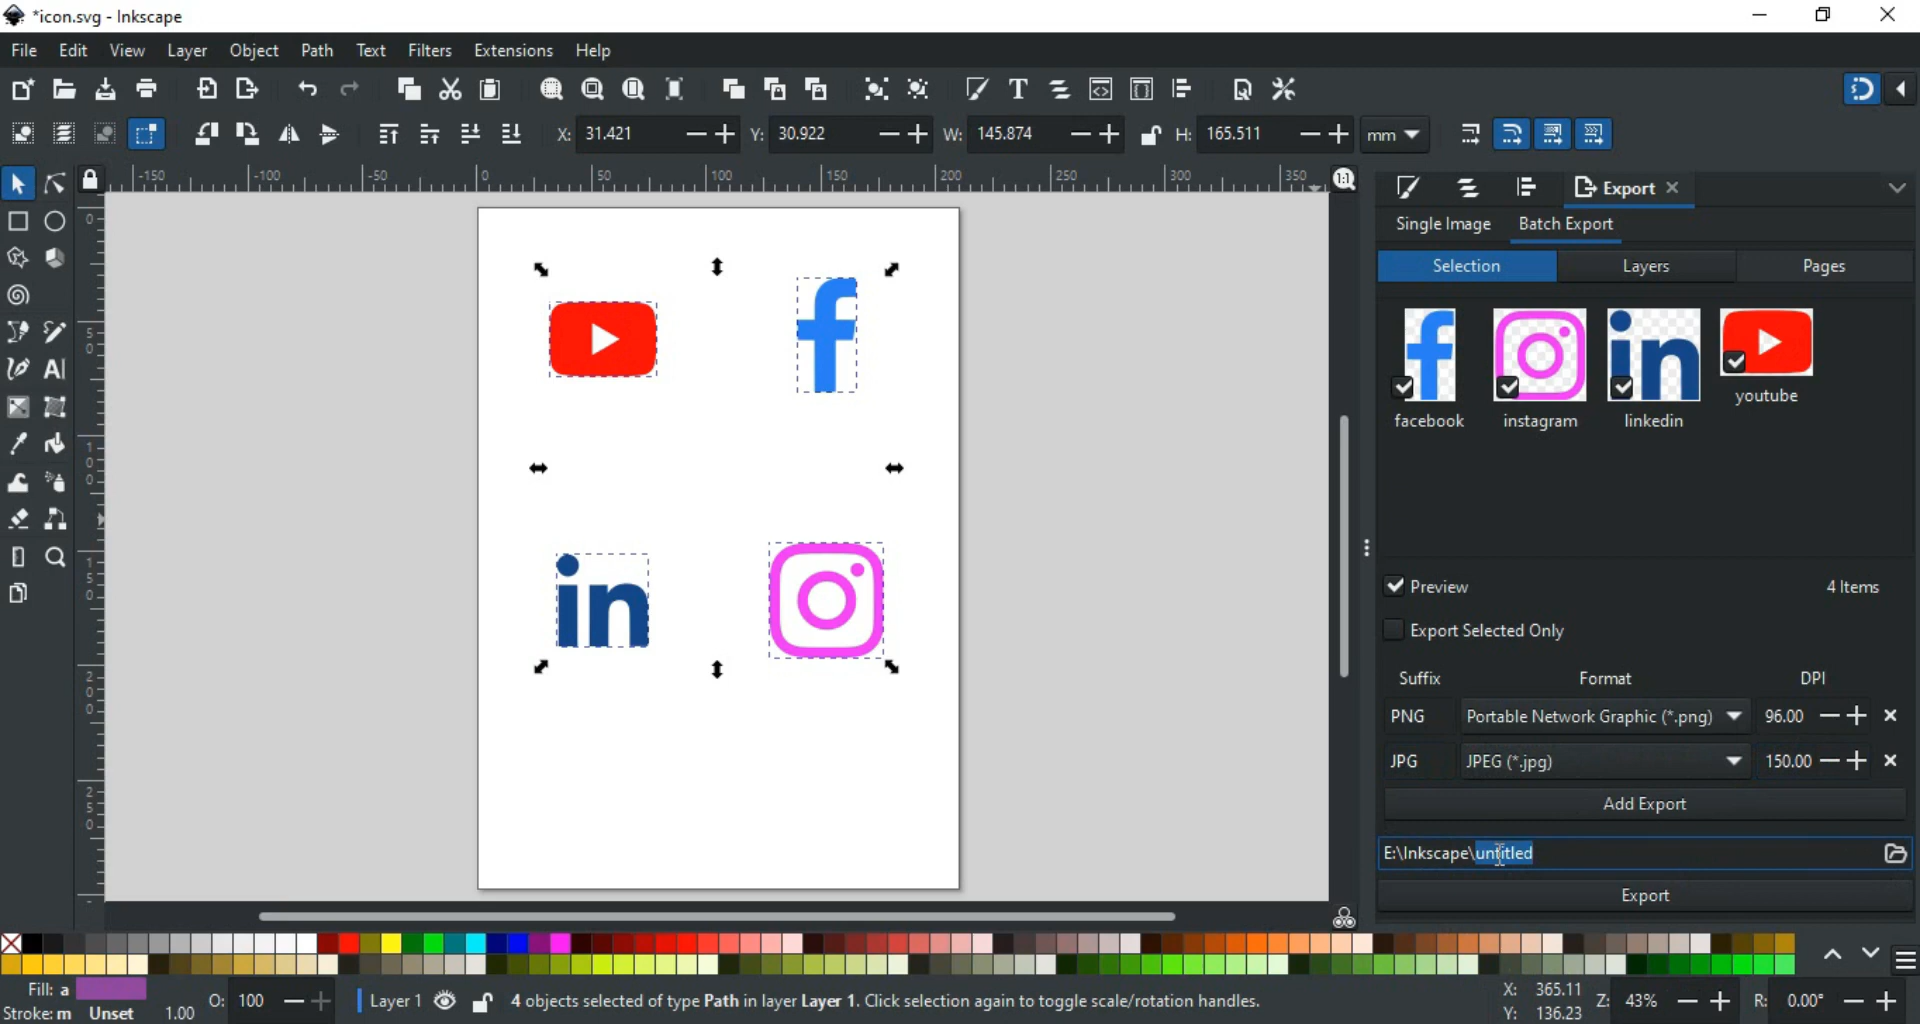 *icon.svg - Inkscape
File Edit View Layer Object Path Text Filters Extensions Help
X: 31.421 Y: 30.922 W: 145.874 H: 165.511 mm
-150 -100 -50 0 50 100 150 200 250 300 350
1:1
Export
Single Image Batch Export
Selection Layers Pages
facebook instagram linkedin youtube
in
Preview 4 Items
Export Selected Only
Suffix Format DPI
PNG Portable Network Graphic (*.png) 96.00
JPG JPEG (*.jpg) 150.00
Add Export
E:\Inkscape\untitled
Export
Fill: a O: 100 Layer 1 4 objects selected of type Path in layer Layer 1. Click selection again to toggle scale/rotation handles. X: 365.11 Z: 43% R: 0.00°
Stroke: m Unset 1.00 Y: 136.23